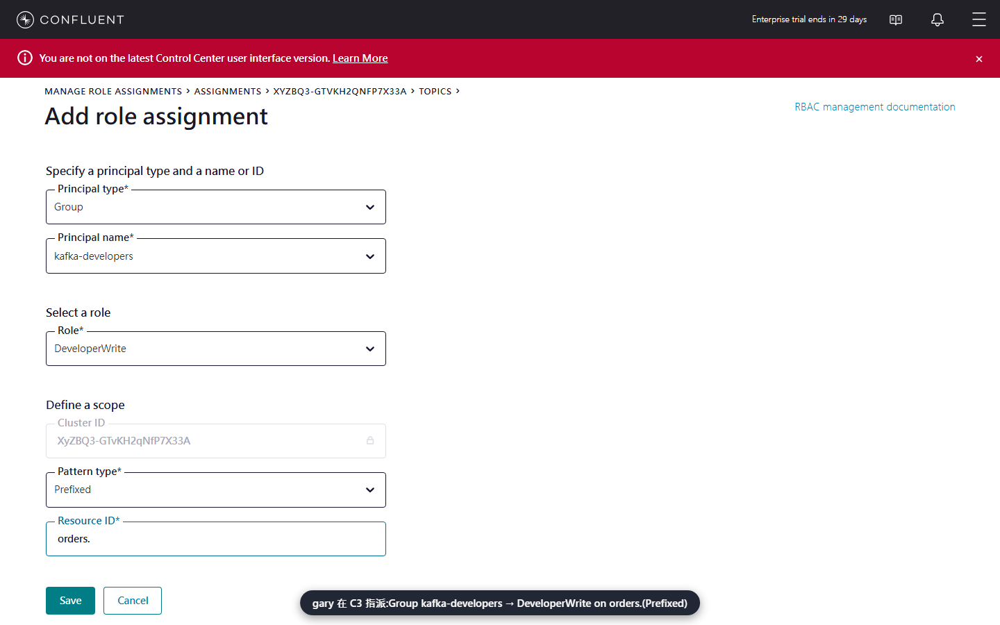 CONFLUENT
Enterprise trial ends in 29 days
You are not on the latest Control Center user interface version. Learn More
MANAGE ROLE ASSIGNMENTS > ASSIGNMENTS > XYZBQ3-GTVKH2QNFP7X33A > TOPICS >
Add role assignment
RBAC management documentation
Specify a principal type and a name or ID
Principal type*
Group
Principal name*
kafka-developers
Select a role
Role*
DeveloperWrite
Define a scope
Cluster ID
XyZBQ3-GTvKH2qNfP7X33A
Pattern type*
Prefixed
Resource ID*
orders.
Save
Cancel
gary 在 C3 指派:Group kafka-developers → DeveloperWrite on orders.(Prefixed)